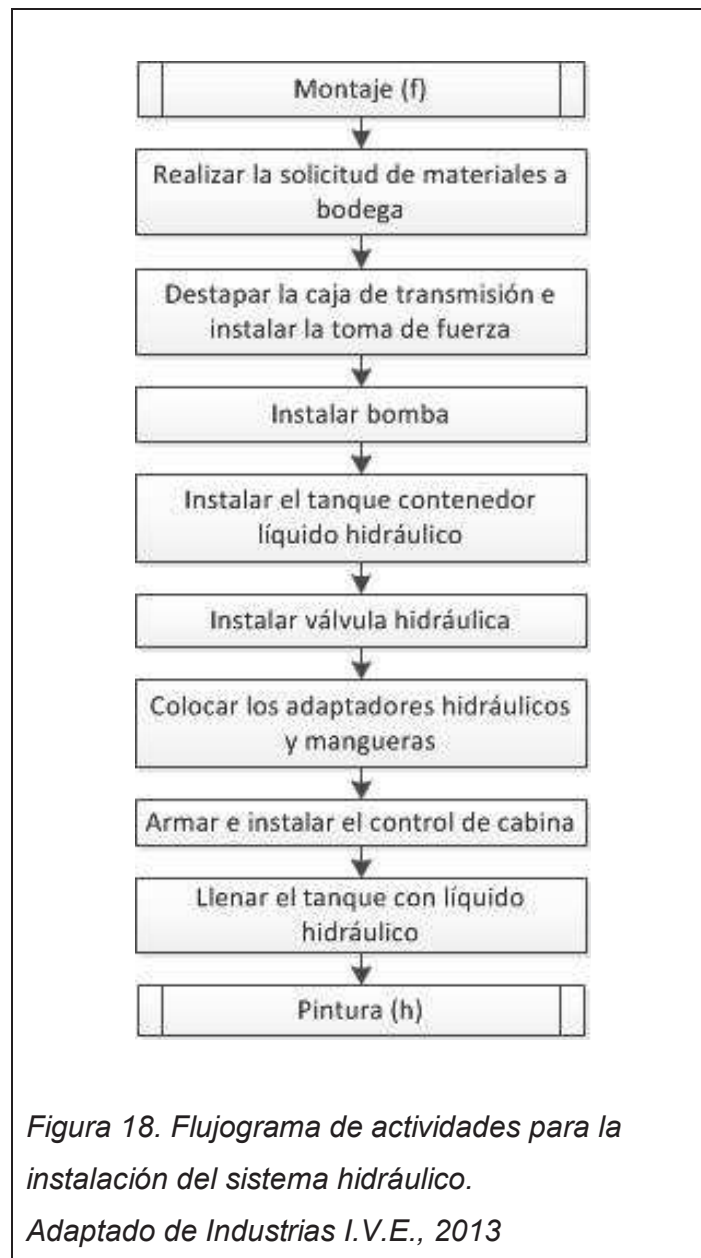 Montaje (f)
Realizar la solicitud de materiales a
bodega
Destapar la caja de transmisión e
instalar la toma de fuerza
Instalar bomba
Instalar el tanque contenedor
líquido hidráulico
Instalar válvula hidráulica
Colocar los adaptadores hidráulicos
y mangueras
Armar e instalar el control de cabina
Llenar el tanque con líquido
hidráulico
Pintura (h)
Figura 18. Flujograma de actividades para la
instalación del sistema hidráulico.
Adaptado de Industrias I.V.E., 2013